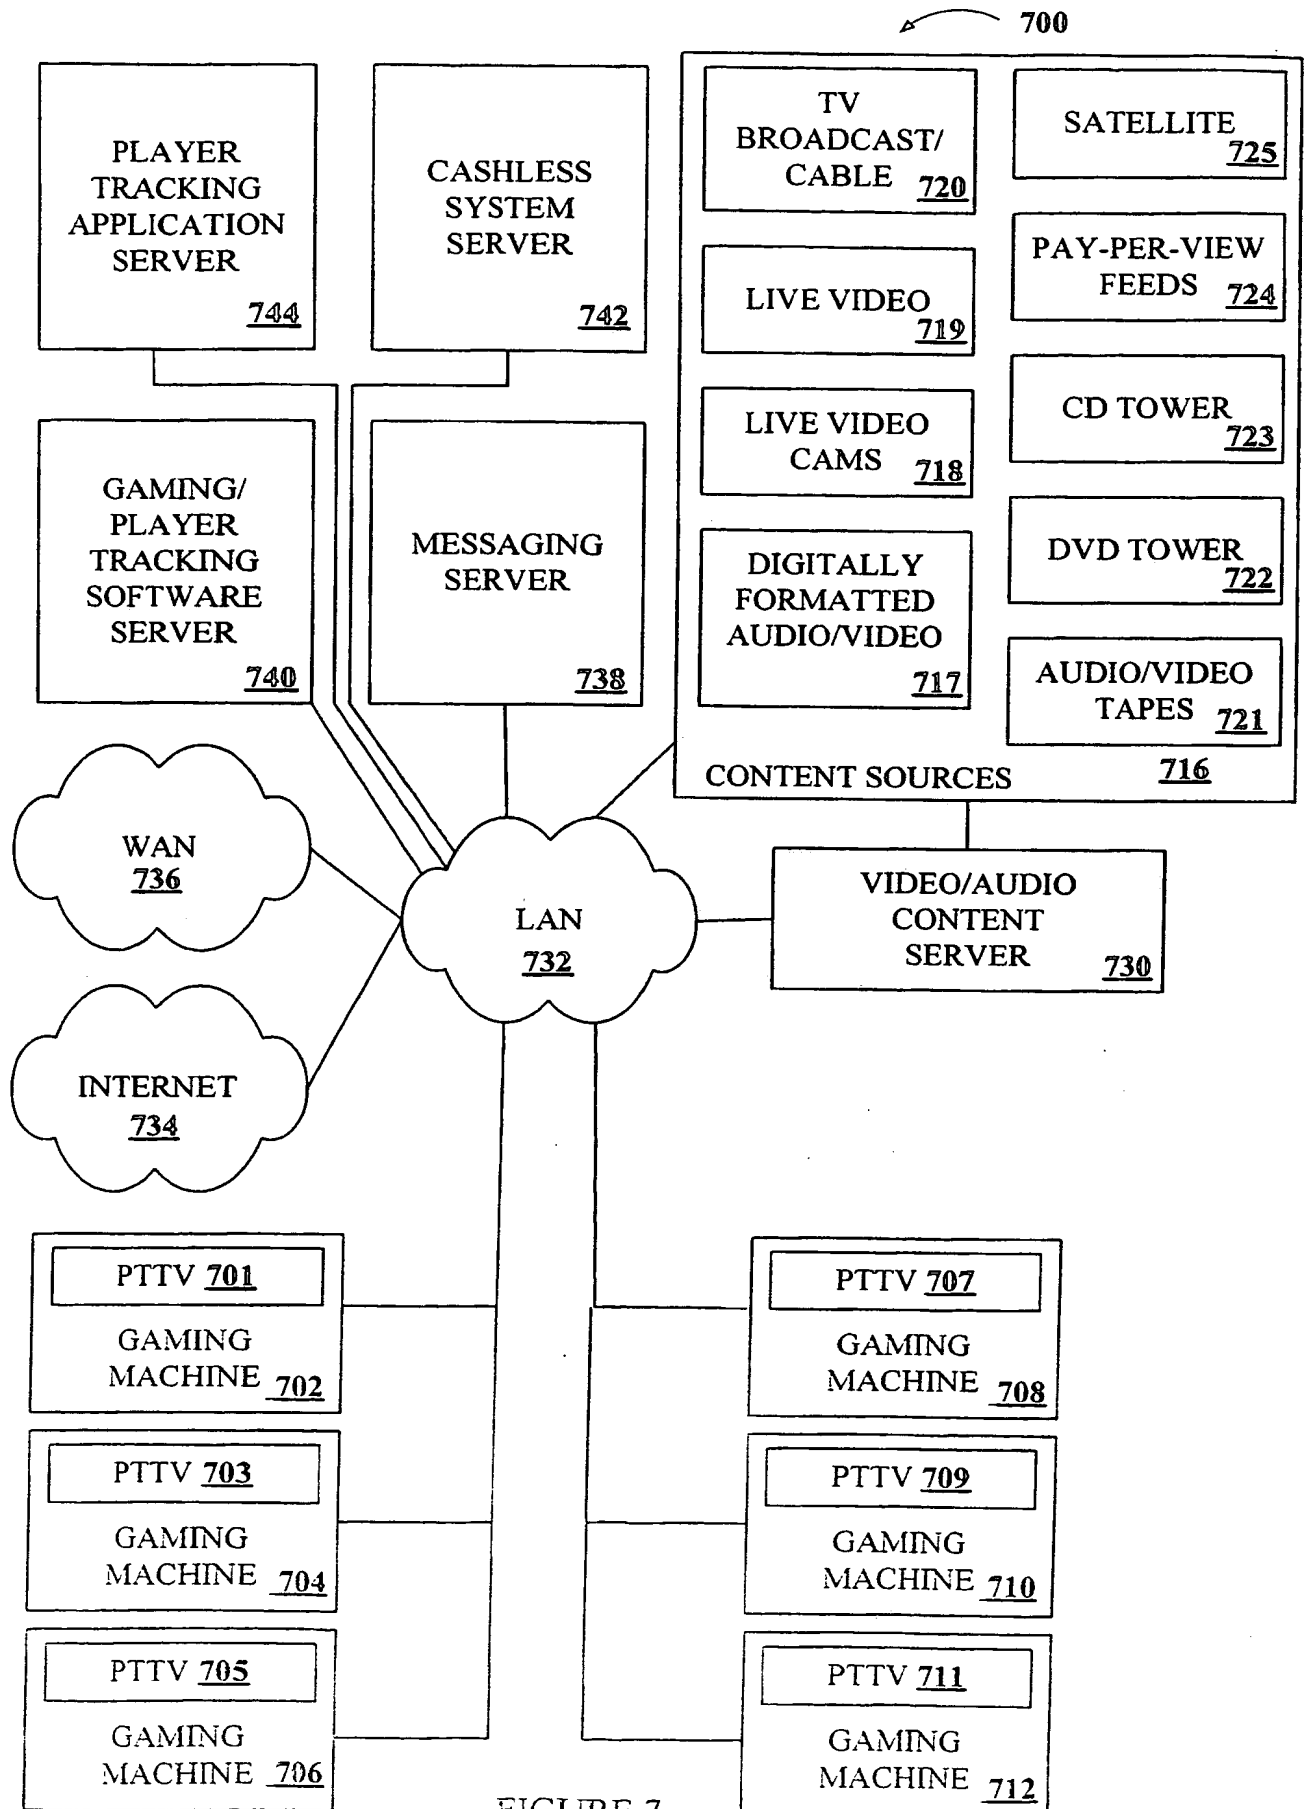 700
PLAYER
TRACKING
APPLICATION
SERVER
744
CASHLESS
SYSTEM
SERVER
742
TV
BROADCAST/
CABLE 720
SATELLITE
725
LIVE VIDEO
719
PAY-PER-VIEW
FEEDS 724
LIVE VIDEO
CAMS 718
CD TOWER
723
DIGITALLY
FORMATTED
AUDIO/VIDEO
717
DVD TOWER
722
AUDIO/VIDEO
TAPES 721
CONTENT SOURCES 716
GAMING/
PLAYER
TRACKING
SOFTWARE
SERVER
740
MESSAGING
SERVER
738
WAN
736
LAN
732
VIDEO/AUDIO
CONTENT
SERVER 730
INTERNET
734
PTTV 701
GAMING
MACHINE 702
PTTV 707
GAMING
MACHINE 708
PTTV 703
GAMING
MACHINE 704
PTTV 709
GAMING
MACHINE 710
PTTV 705
GAMING
MACHINE 706
PTTV 711
GAMING
MACHINE 712
FIGURE 7